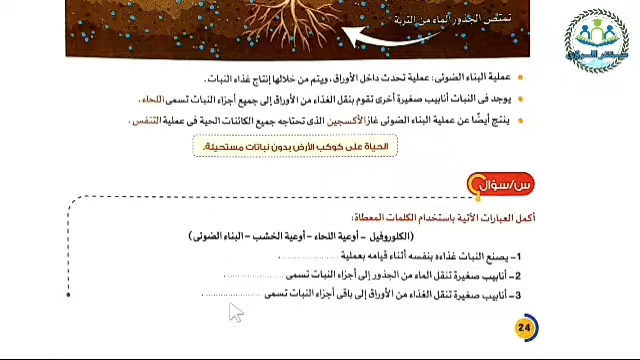 تمتص الجذور الماء من التربة
عملية البناء الضوئى: عملية تحدث داخل الأوراق، ويتم من خلالها إنتاج غذاء النبات.
يوجد فى النبات أنابيب صغيرة أخرى تقوم بنقل الغذاء من الأوراق إلى جميع أجزاء النبات تسمى اللحاء.
ينتج أيضًا عن عملية البناء الضوئى غاز الأكسجين الذى تحتاجه جميع الكائنات الحية فى عملية التنفس.
الحياة على كوكب الأرض بدون نباتات مستحيلة.
س/سؤال
أكمل العبارات الآتية باستخدام الكلمات المعطاة:
(الكلوروفيل - أوعية اللحاء - أوعية الخشب - البناء الضوئى)
1- يصنع النبات غذاءه بنفسه أثناء قيامه بعملية ..................... .
2- أنابيب صغيرة تنقل الماء من الجذور إلى أجزاء النبات تسمى ..................... .
3- أنابيب صغيرة تنقل الغذاء من الأوراق إلى باقى أجزاء النبات تسمى ..................... .
24